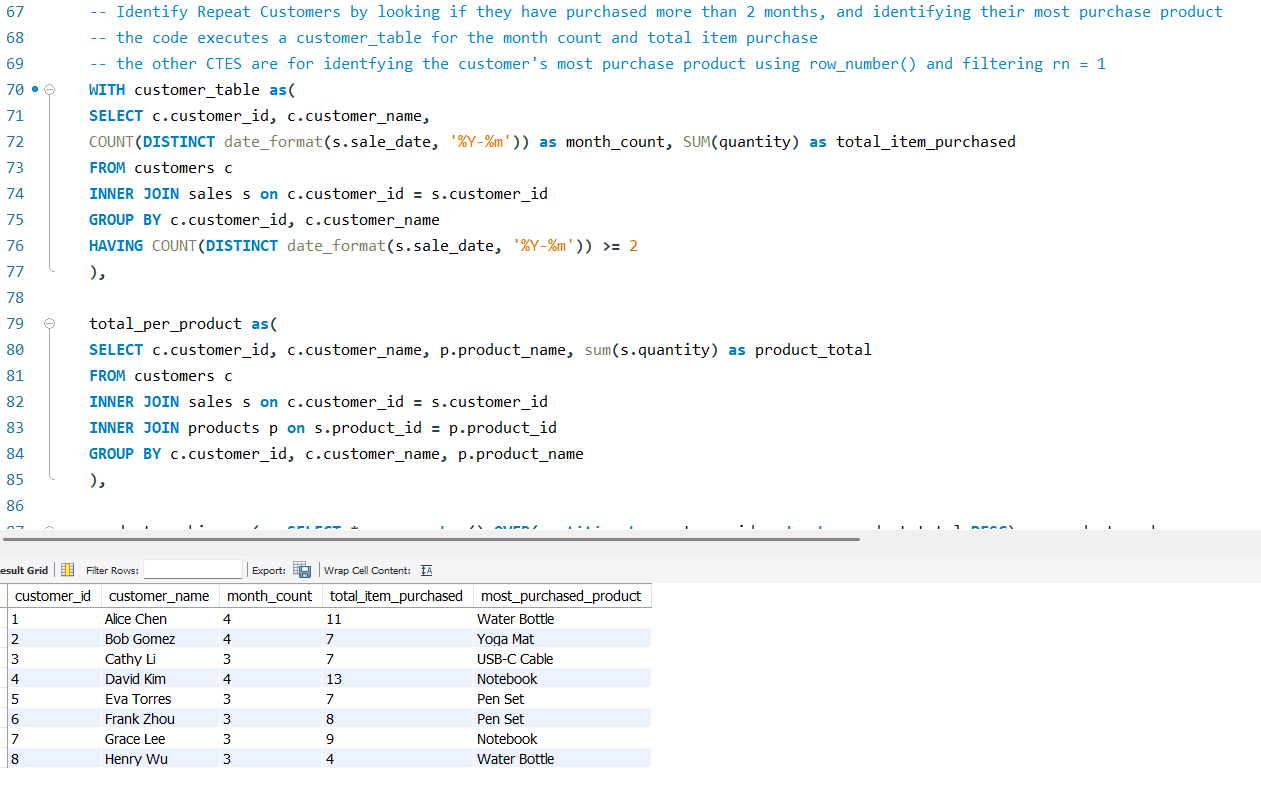 67 -- Identify Repeat Customers by looking if they have purchased more than 2 months, and identifying their most purchase product
68 -- the code executes a customer_table for the month count and total item purchase
69 -- the other CTES are for identfying the customer's most purchase product using row_number() and filtering rn = 1
70 WITH customer_table as(
71 SELECT c.customer_id, c.customer_name,
72 COUNT(DISTINCT date_format(s.sale_date, '%Y-%m')) as month_count, SUM(quantity) as total_item_purchased
73 FROM customers c
74 INNER JOIN sales s on c.customer_id = s.customer_id
75 GROUP BY c.customer_id, c.customer_name
76 HAVING COUNT(DISTINCT date_format(s.sale_date, '%Y-%m')) >= 2
77 ),
78
79 total_per_product as(
80 SELECT c.customer_id, c.customer_name, p.product_name, sum(s.quantity) as product_total
81 FROM customers c
82 INNER JOIN sales s on c.customer_id = s.customer_id
83 INNER JOIN products p on s.product_id = p.product_id
84 GROUP BY c.customer_id, c.customer_name, p.product_name
85 ),
86
esult Grid Filter Rows: Export: Wrap Cell Content:
customer_id customer_name month_count total_item_purchased most_purchased_product
1 Alice Chen 4 11 Water Bottle
2 Bob Gomez 4 7 Yoga Mat
3 Cathy Li 3 7 USB-C Cable
4 David Kim 4 13 Notebook
5 Eva Torres 3 7 Pen Set
6 Frank Zhou 3 8 Pen Set
7 Grace Lee 3 9 Notebook
8 Henry Wu 3 4 Water Bottle